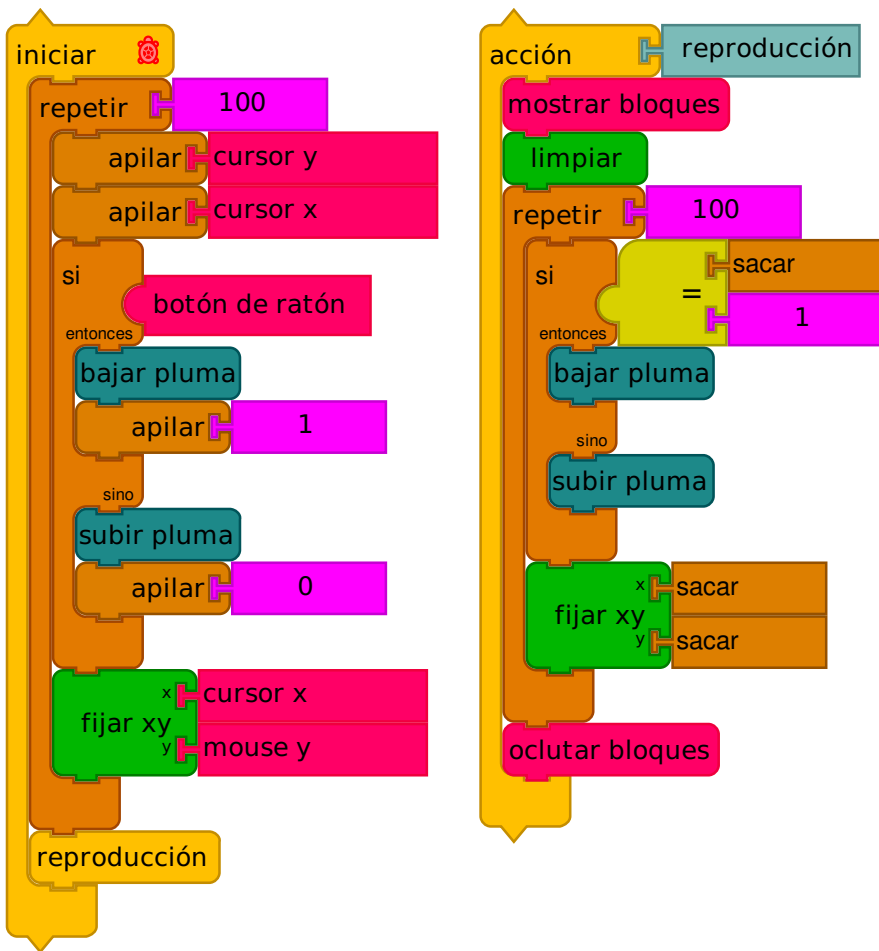 iniciar
repetir 100
apilar cursor y
apilar cursor x
si
botón de ratón
entonces
bajar pluma
apilar 1
sino
subir pluma
apilar 0
fijar xy
x cursor x
y mouse y
reproducción
acción reproducción
mostrar bloques
limpiar
repetir 100
si
= sacar
1
entonces
bajar pluma
sino
subir pluma
fijar xy
x sacar
y sacar
oclutar bloques